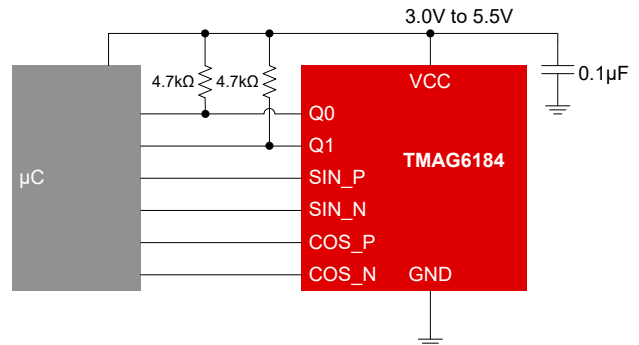 3.0V to 5.5V
4.7kΩ 4.7kΩ
VCC
0.1µF
Q0
Q1
TMAG6184
µC
SIN_P
SIN_N
COS_P
COS_N GND